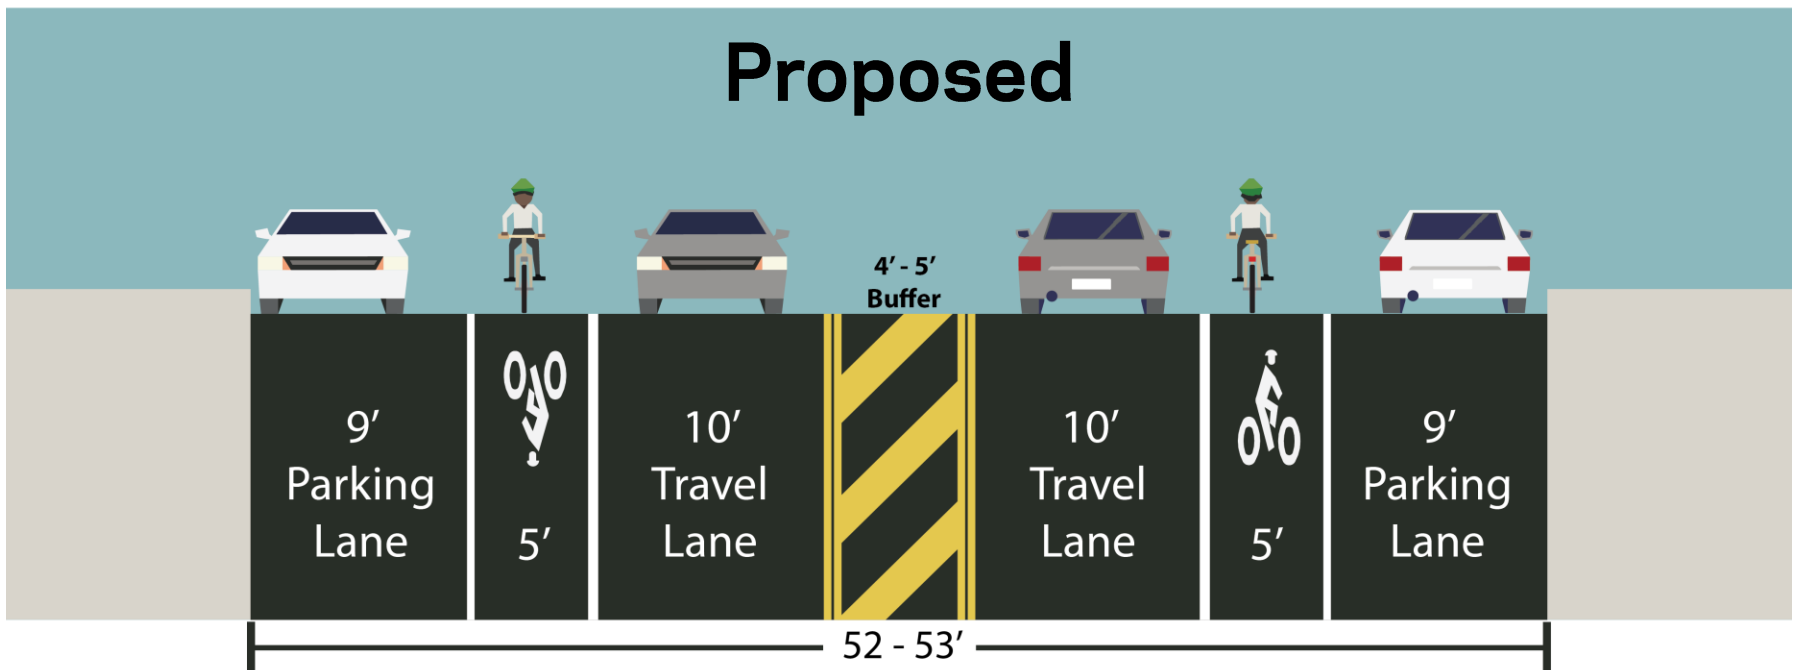 Proposed
4’ - 5’
Buffer
9’
Parking
Lane
5’
10’
Travel
Lane
10’
Travel
Lane
5’
9’
Parking
Lane
52 - 53’